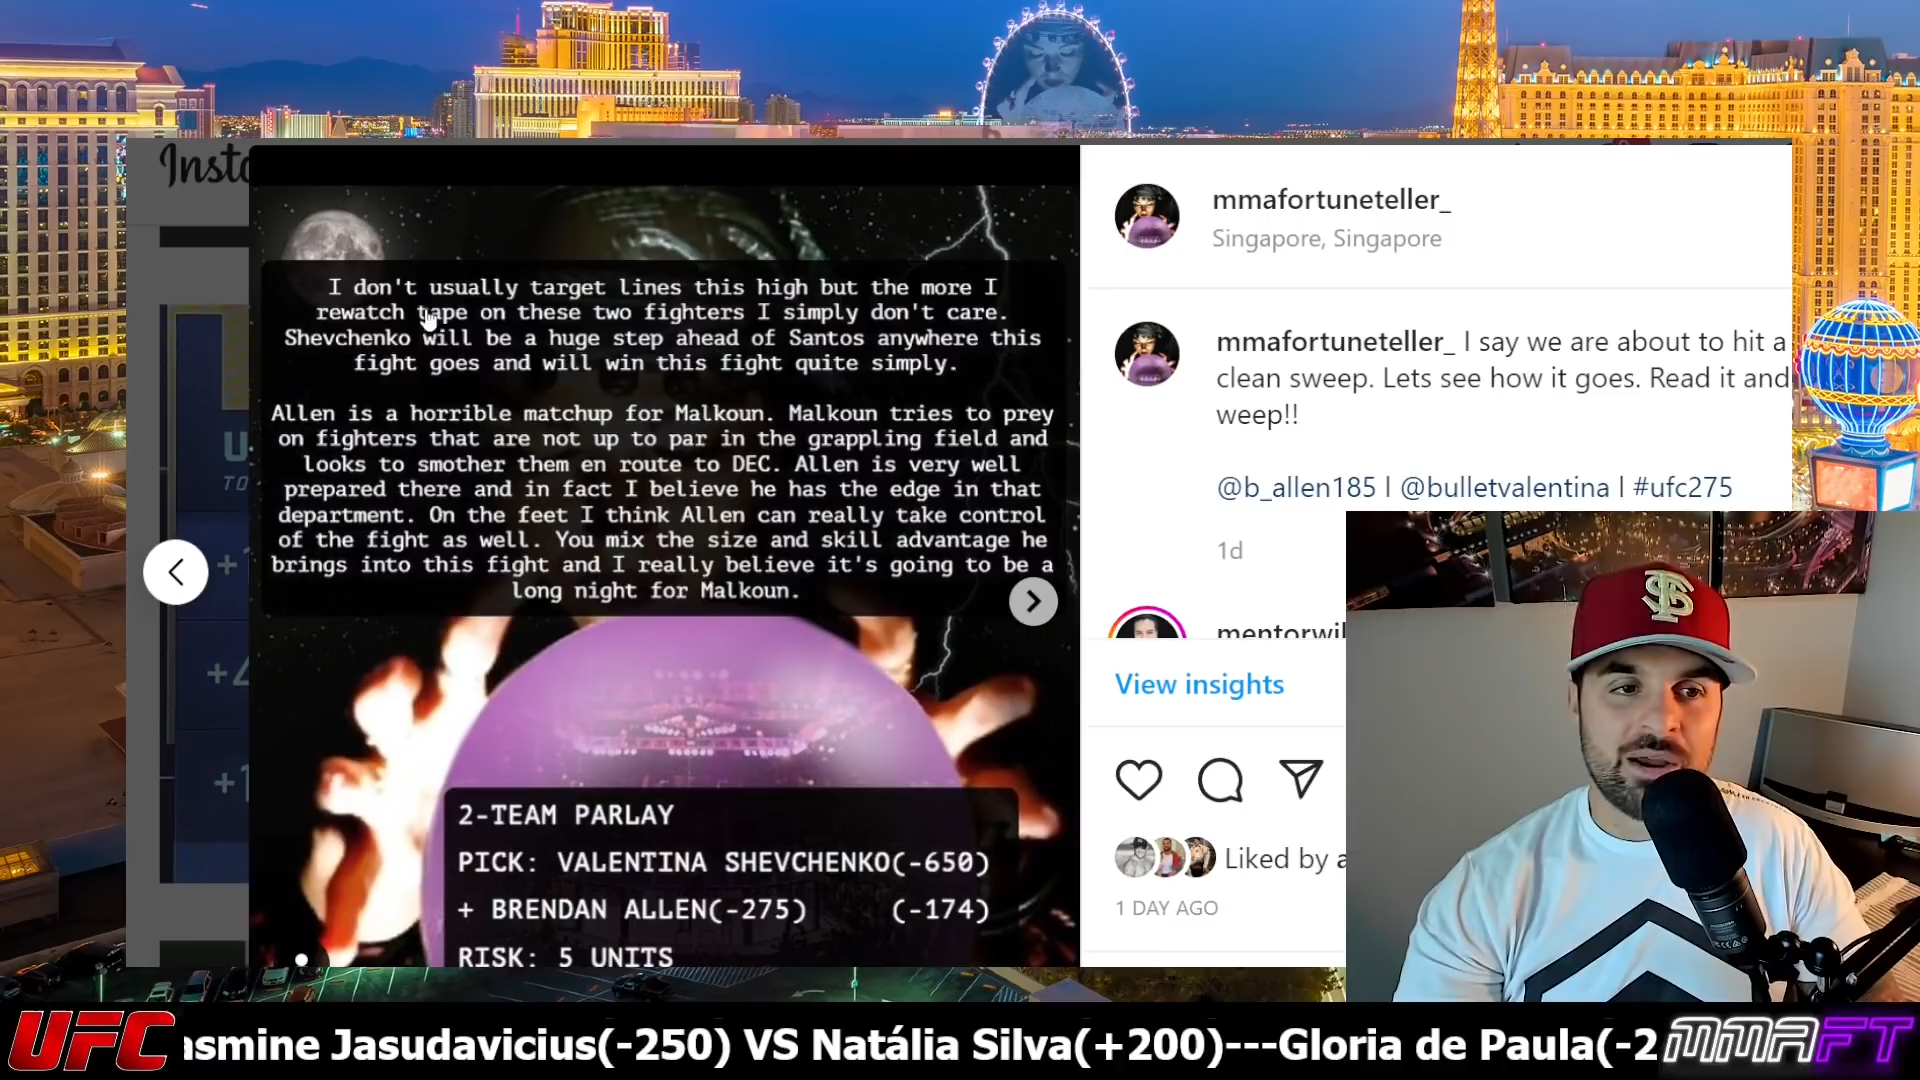 Insta
I don't usually target lines this high but the more I
rewatch tape on these two fighters I simply don't care.
Shevchenko will be a huge step ahead of Santos anywhere this
fight goes and will win this fight quite simply.
Allen is a horrible matchup for Malkoun. Malkoun tries to prey
on fighters that are not up to par in the grappling field and
looks to smother them en route to DEC. Allen is very well
prepared there and in fact I believe he has the edge in that
department. On the feet I think Allen can really take control
of the fight as well. You mix the size and skill advantage he
brings into this fight and I really believe it's going to be a
long night for Malkoun.
2-TEAM PARLAY
PICK: VALENTINA SHEVCHENKO(-650)
+ BRENDAN ALLEN(-275) (-174)
RISK: 5 UNITS
U
TO
+
+4
+1
mmafortuneteller_
Singapore, Singapore
mmafortuneteller_ I say we are about to hit a
clean sweep. Lets see how it goes. Read it and
weep!!
@b_allen185 | @bulletvalentina | #ufc275
1d
mentorwil
View insights
Liked by a
1 DAY AGO
UFC
asmine Jasudavicius(-250) VS Natália Silva(+200)---Gloria de Paula(-2
MMAFT